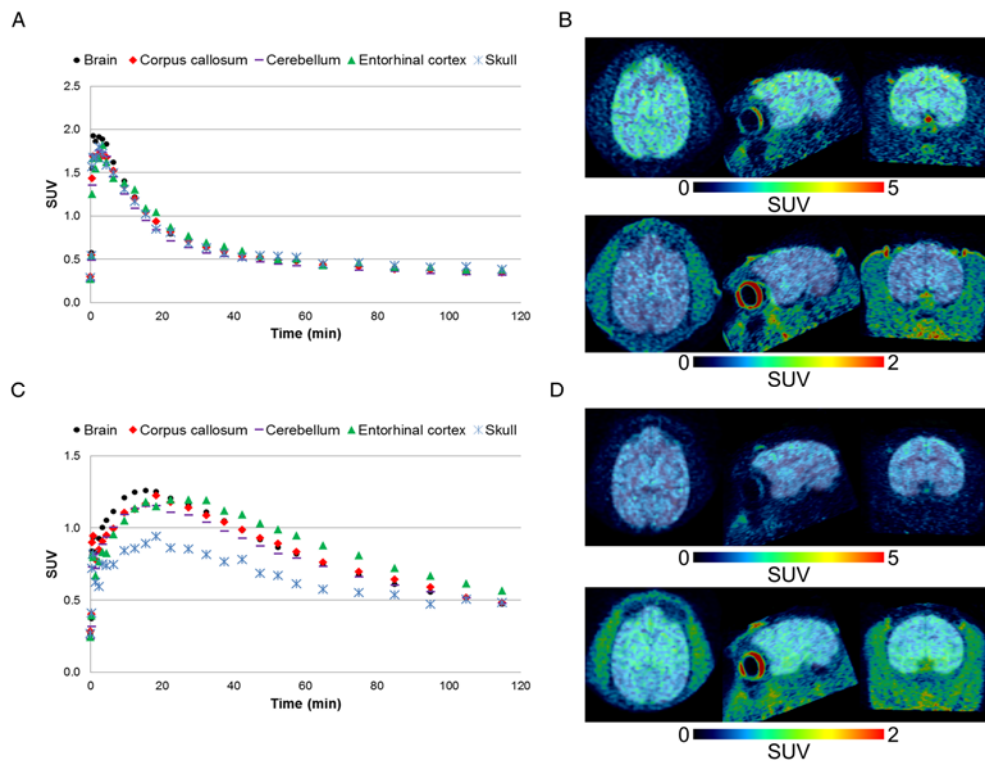 A
Brain Corpus callosum Cerebellum Entorhinal cortex Skull
2.5
2.0
1.5
1.0
0.5
0.0
SUV
0 20 40 60 80 100 120
Time (min)
B
0 5
SUV
0 2
SUV
C
Brain Corpus callosum Cerebellum Entorhinal cortex Skull
1.5
1.0
0.5
0.0
SUV
0 20 40 60 80 100 120
Time (min)
D
0 5
SUV
0 2
SUV